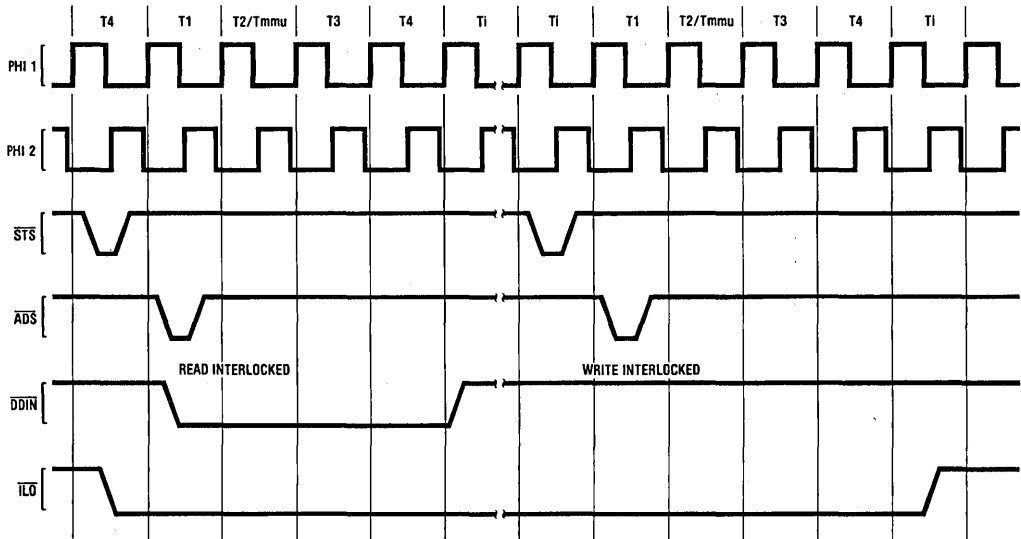 T4 T1 T2/Tmmu T3 T4 Ti Ti T1 T2/Tmmu T3 T4 Ti
PHI 1
PHI 2
STS
ADS
READ INTERLOCKED WRITE INTERLOCKED
DDIN
ILO